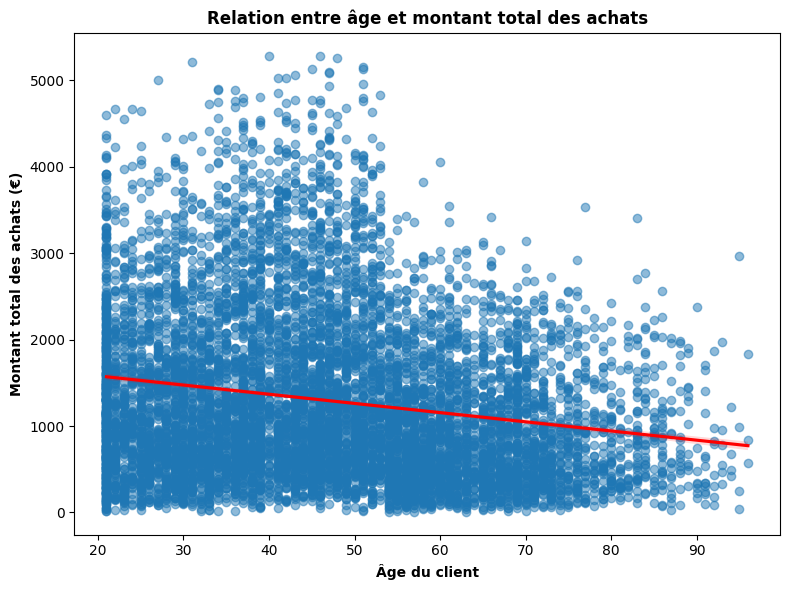 Relation entre âge et montant total des achats
Montant total des achats (€)
5000
4000
3000
2000
1000
0
20 30 40 50 60 70 80 90
Âge du client